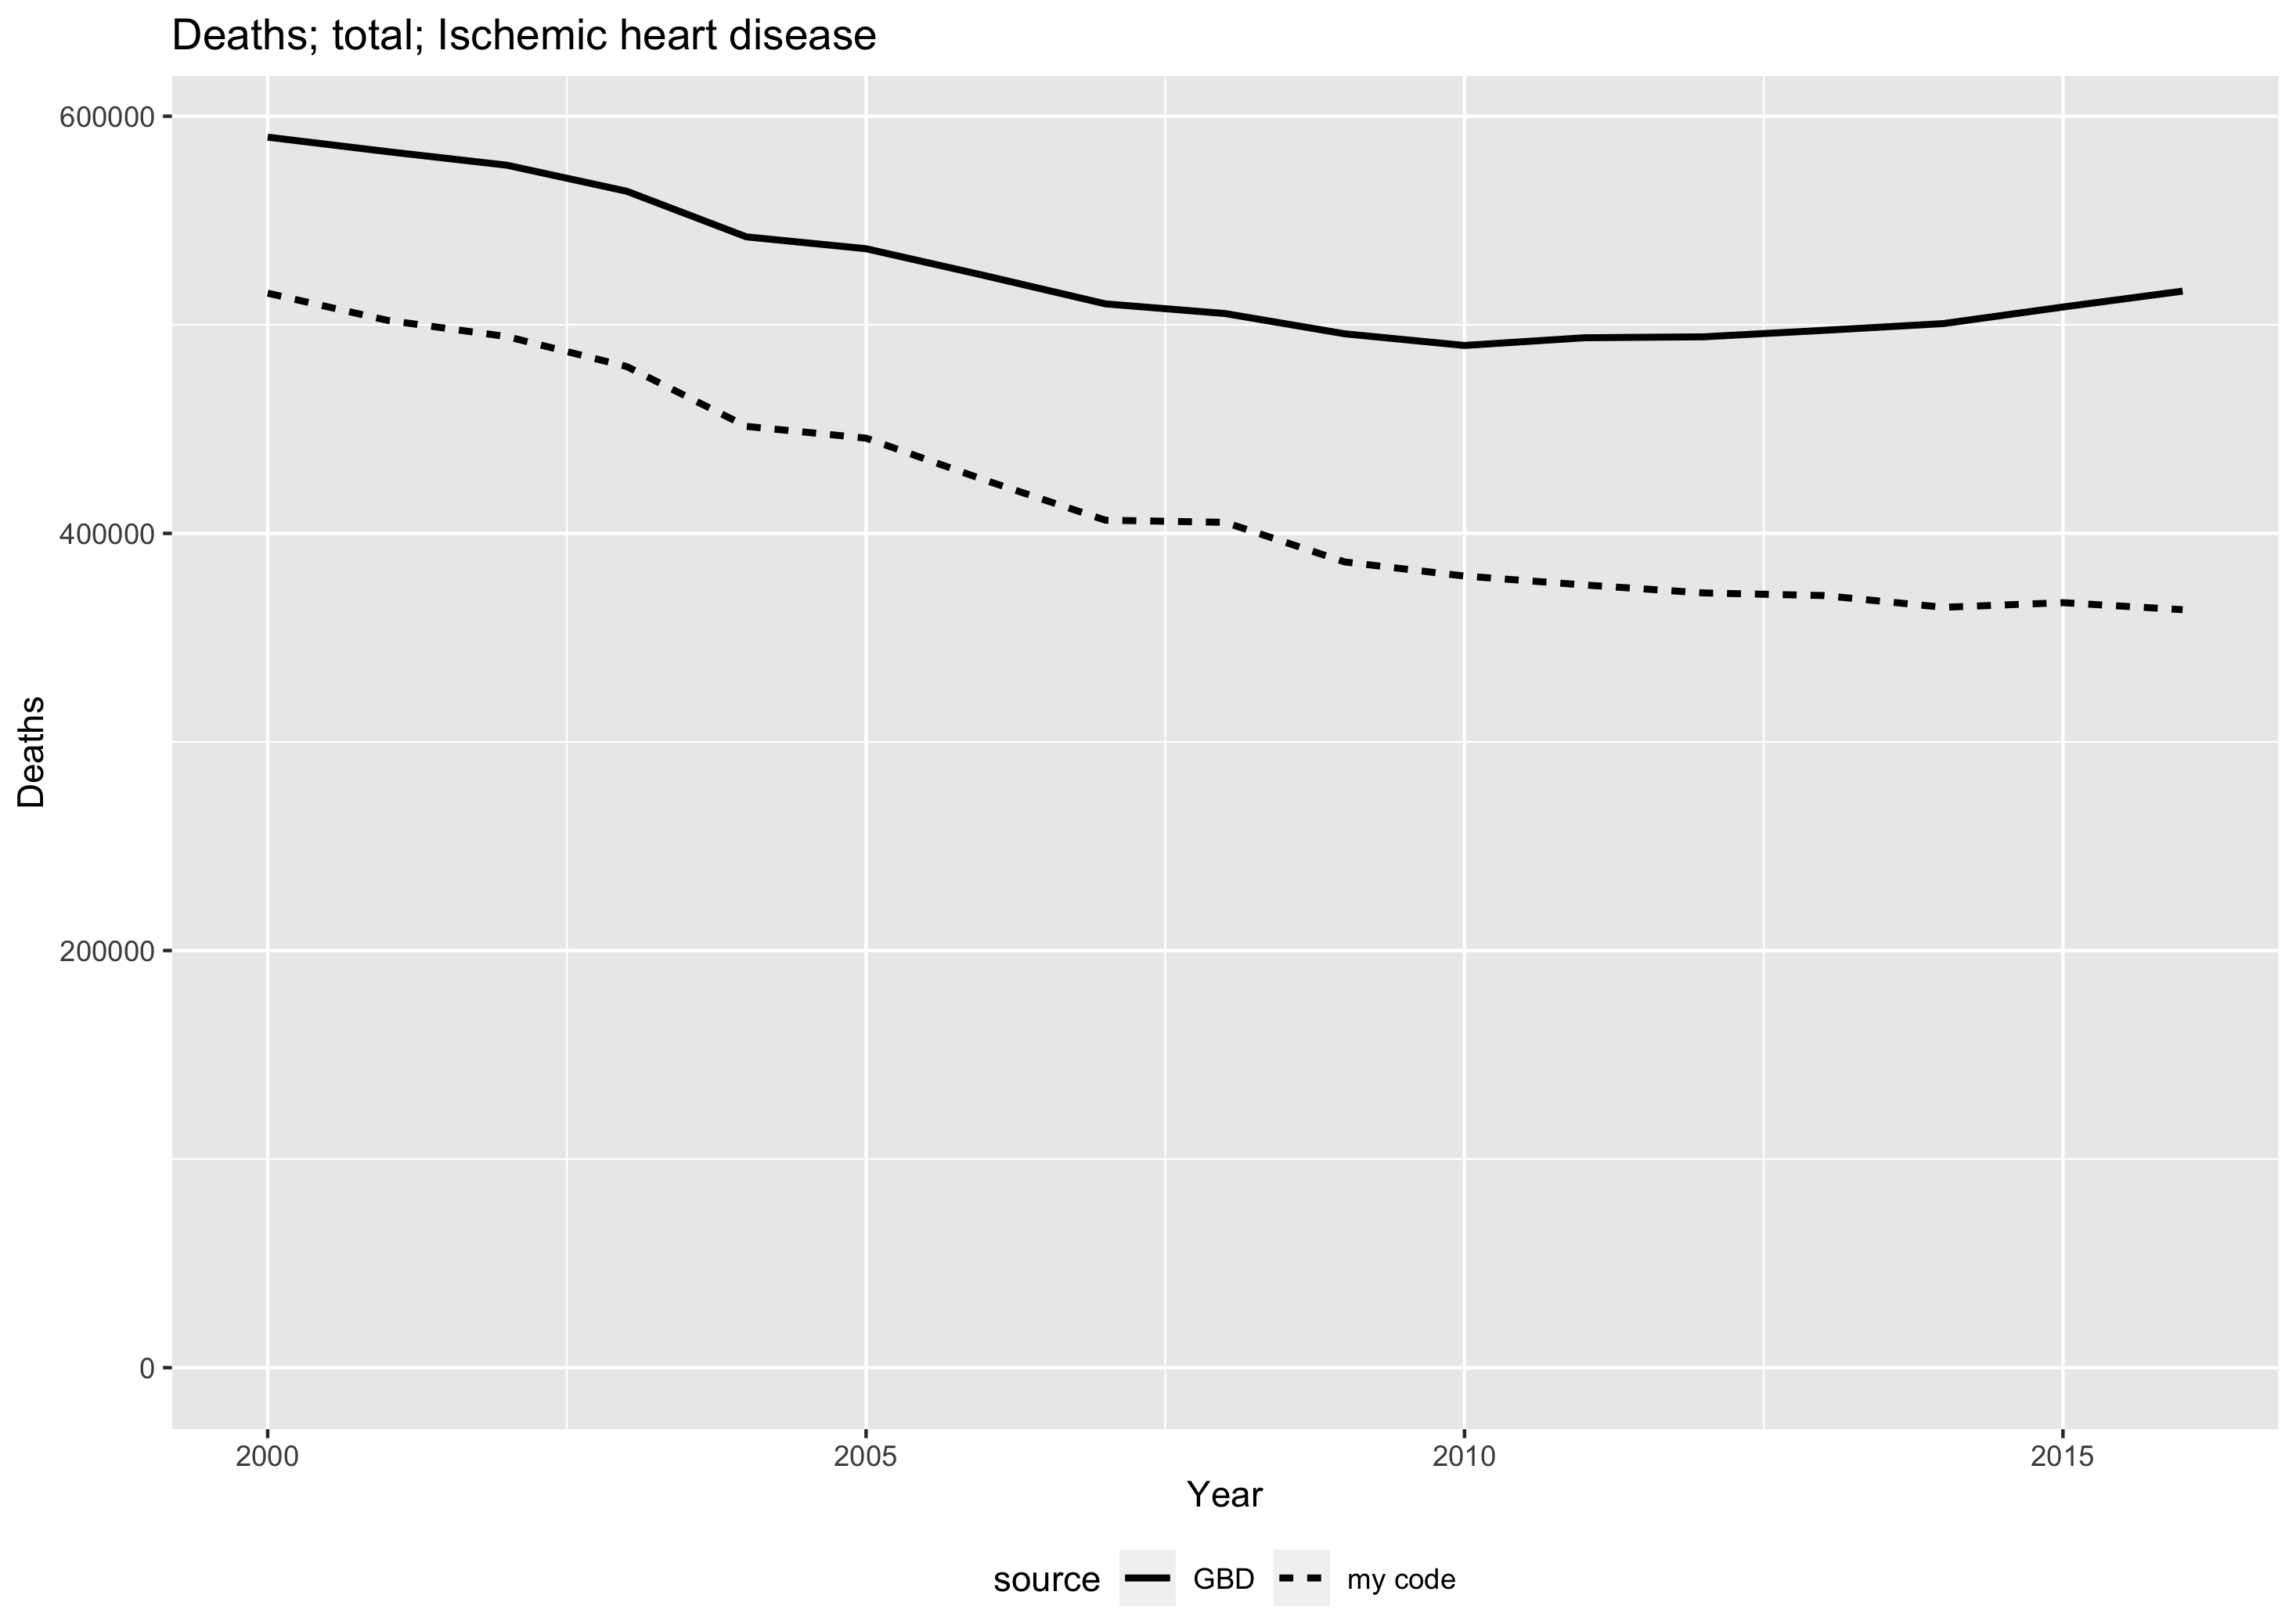 Deaths; total; Ischemic heart disease
600000
400000
200000
0
Deaths
2000 2005 2010 2015
Year
source GBD my code